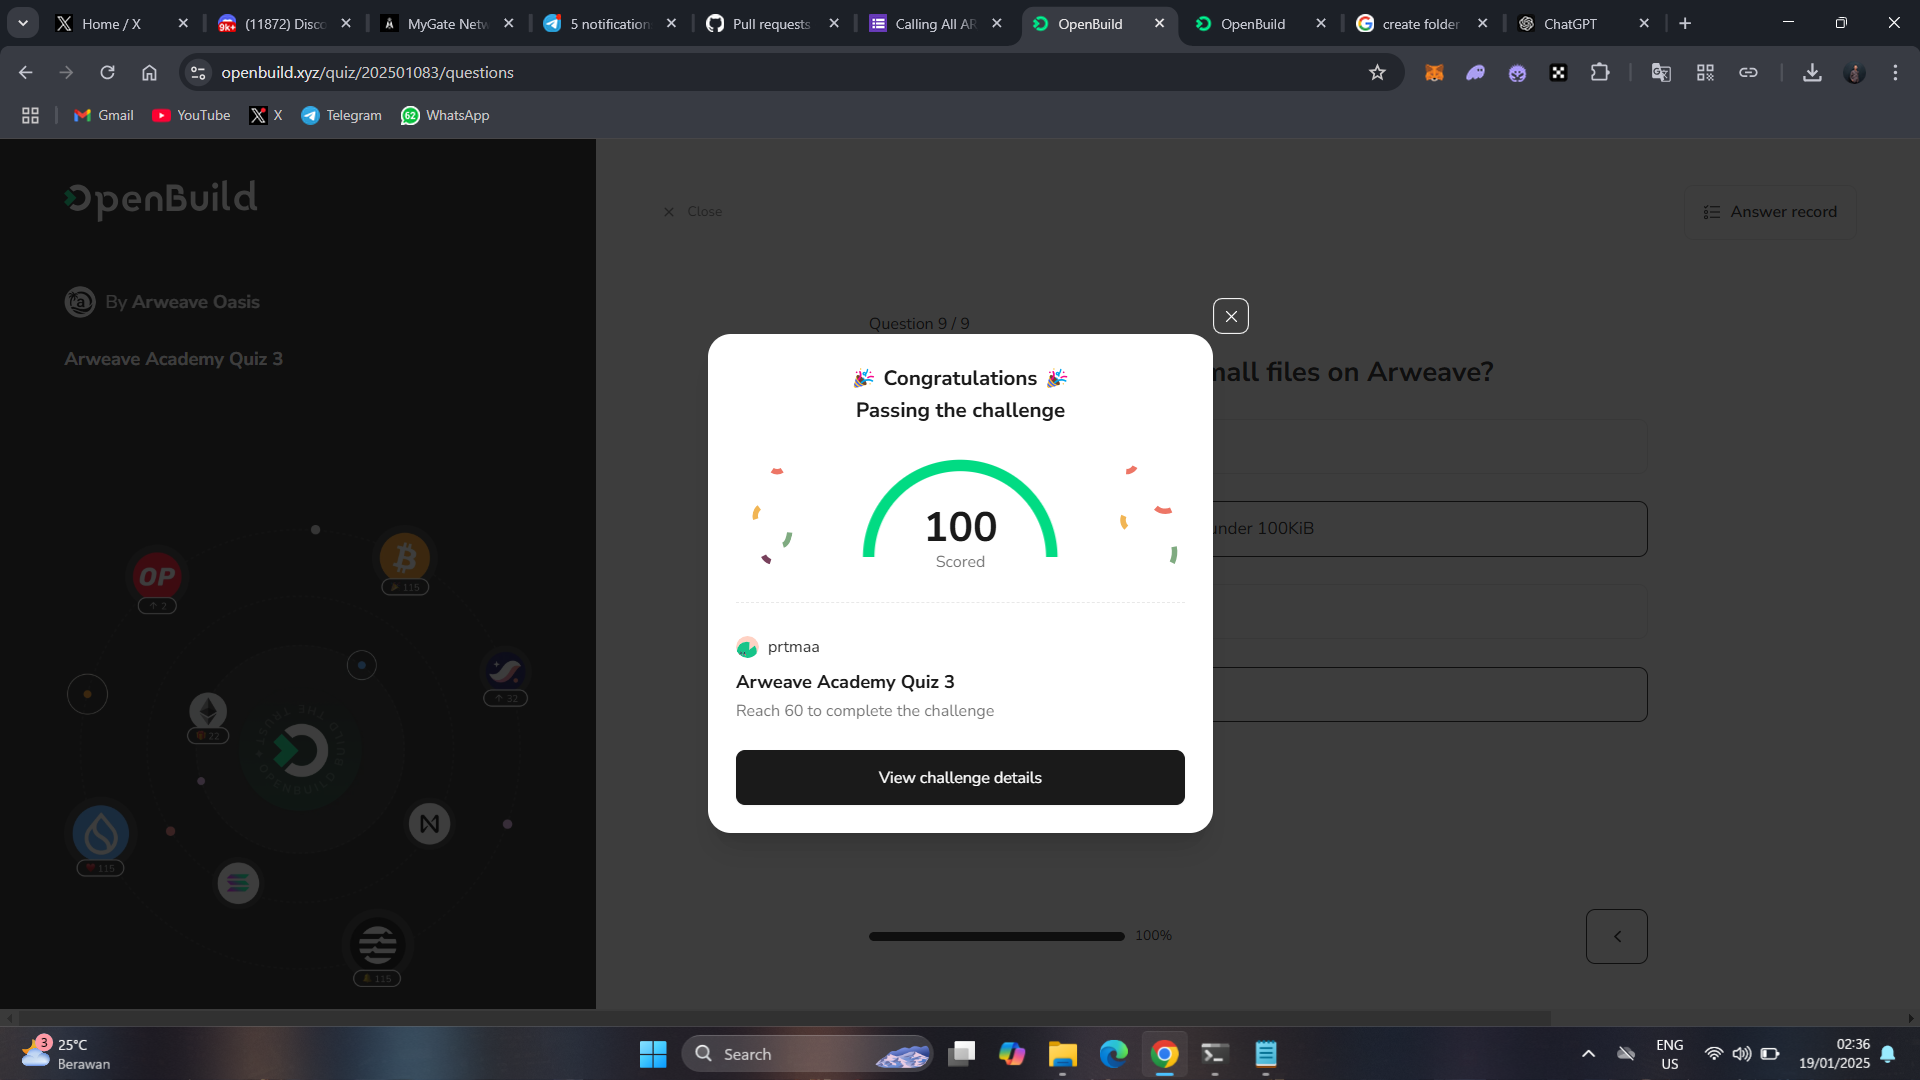 Home / X
(11872) Disco
MyGate Netw
5 notification
Pull requests
Calling All AR
OpenBuild
OpenBuild
create folder
ChatGPT
openbuild.xyz/quiz/202501083/questions
Gmail
YouTube
X
Telegram
WhatsApp
OpenBuild
By Arweave Oasis
Arweave Academy Quiz 3
OP
2
115
32
22
115
115
Close
Answer record
Question 9 / 9
mall files on Arweave?
under 100KiB
🎉 Congratulations 🎉
Passing the challenge
100
Scored
prtmaa
Arweave Academy Quiz 3
Reach 60 to complete the challenge
View challenge details
100%
3
25°C
Berawan
Search
ENG
US
02:36
19/01/2025